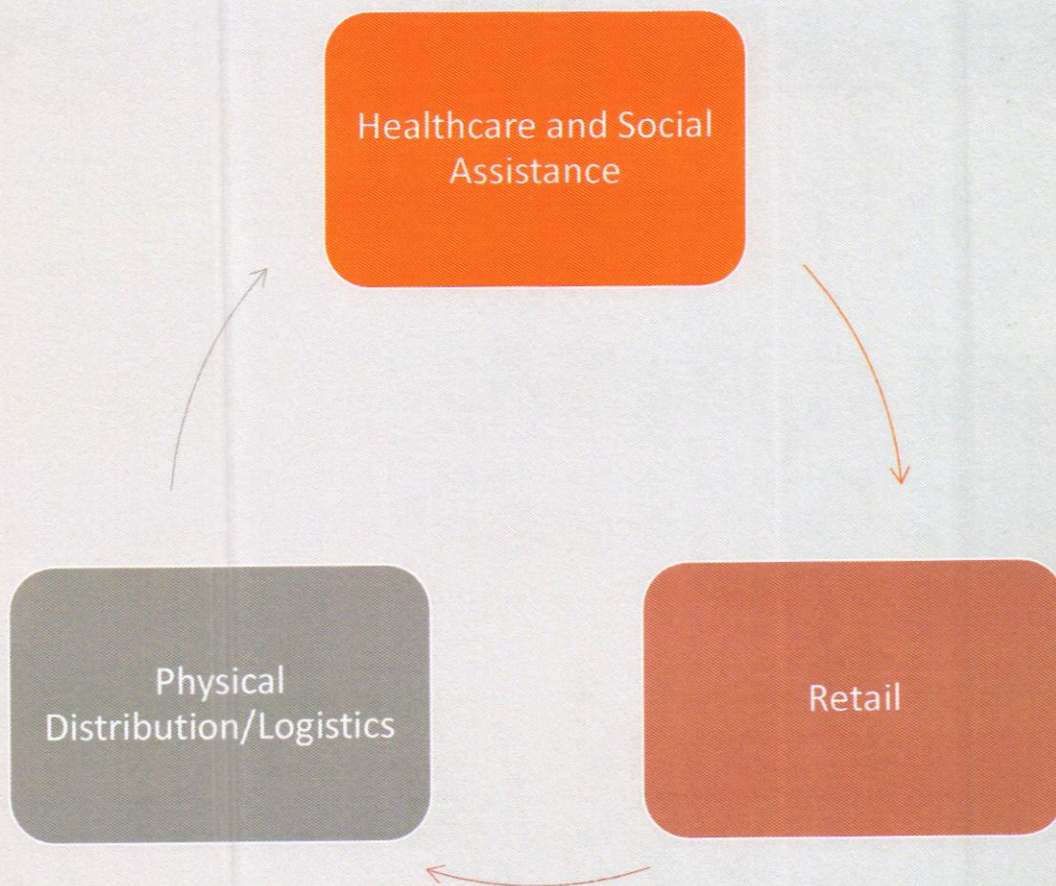 Healthcare and Social
Assistance
Physical
Distribution/Logistics
Retail